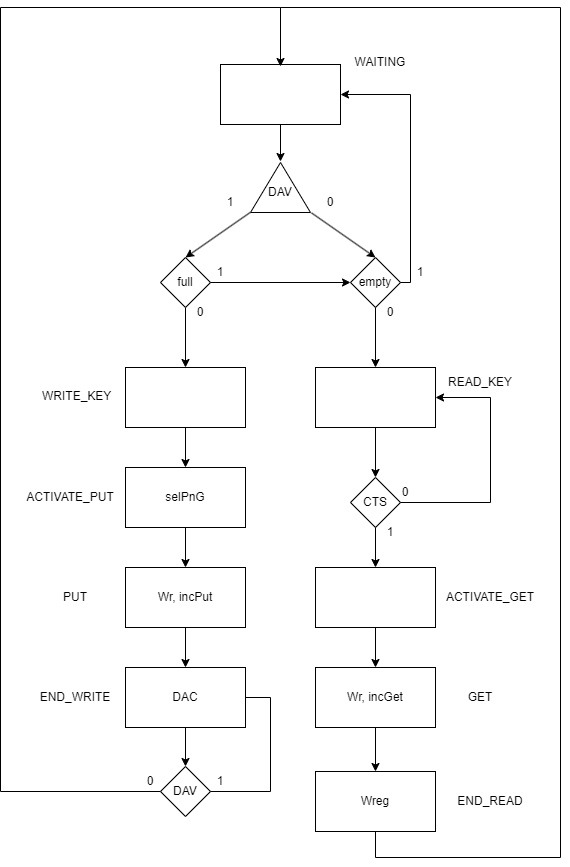 WAITING
DAV
1
0
full
1
empty
1
0
0
WRITE_KEY
READ_KEY
ACTIVATE_PUT
selPnG
CTS
0
1
PUT
Wr, incPut
ACTIVATE_GET
END_WRITE
DAC
Wr, incGet
GET
0
DAV
1
Wreg
END_READ